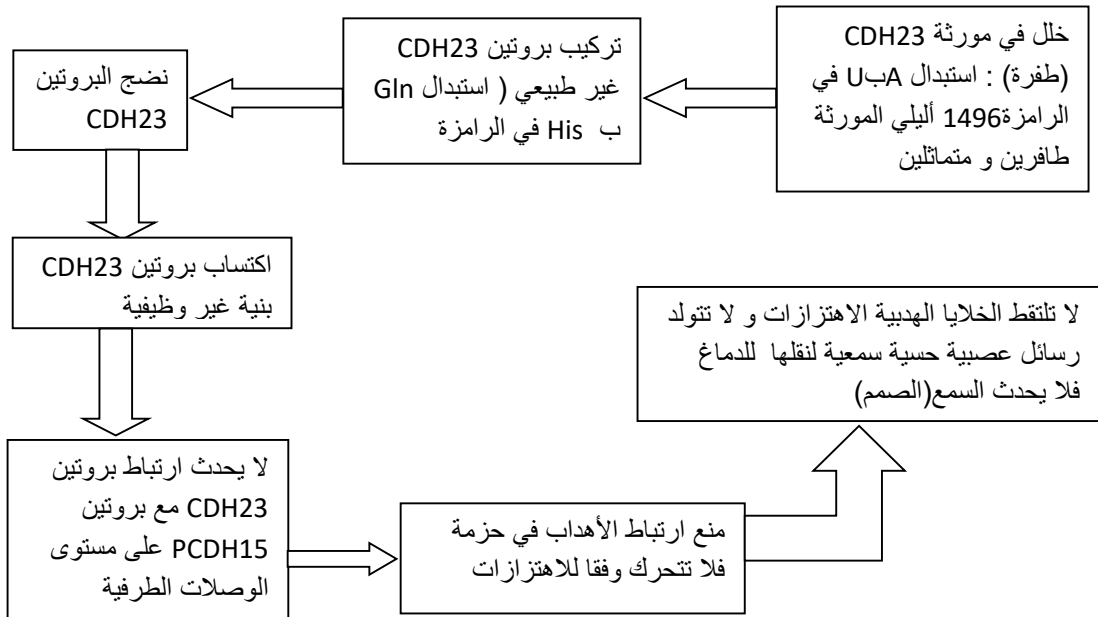 خلل في مورثة CDH23
(طفرة) : استبدال A بـ U في
الرامزة1496 أليلي المورثة
طافرين و متماثلين
تركيب بروتين CDH23
غير طبيعي ( استبدال Gln
ب His في الرامزة
نضج البروتين
CDH23
اكتساب بروتين CDH23
بنية غير وظيفية
لا يحدث ارتباط بروتين
CDH23 مع بروتين
PCDH15 على مستوى
الوصلات الطرفية
منع ارتباط الأهداب في حزمة
فلا تتحرك وفقا للاهتزازات
لا تلتقط الخلايا الهدبية الاهتزازات و لا تتولد
رسائل عصبية حسية سمعية لنقلها للدماغ
فلا يحدث السمع(الصمم)